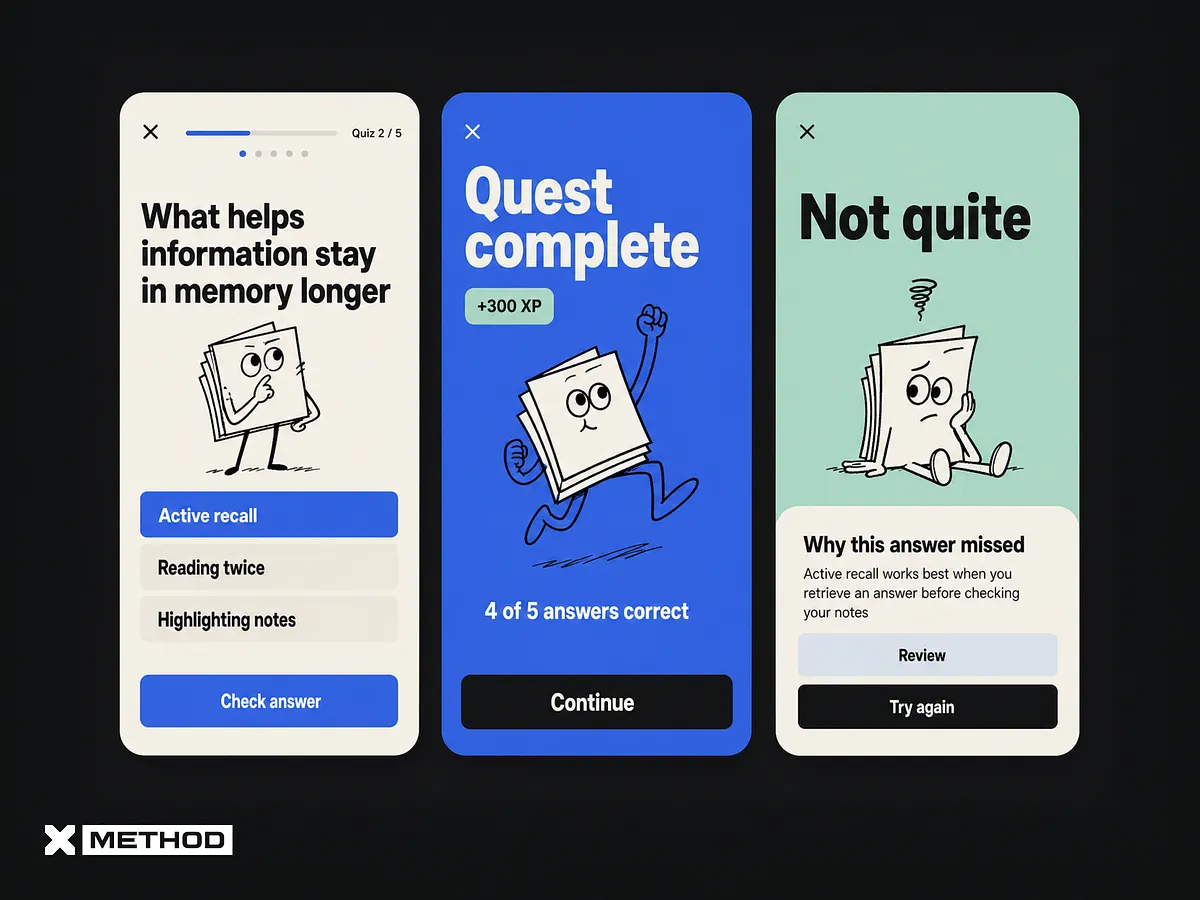 Quiz 2 / 5
What helps
information stay
in memory longer
Active recall
Reading twice
Highlighting notes
Check answer
Quest
complete
+300 XP
4 of 5 answers correct
Continue
Not quite
Why this answer missed
Active recall works best when you
retrieve an answer before checking
your notes
Review
Try again
X METHOD